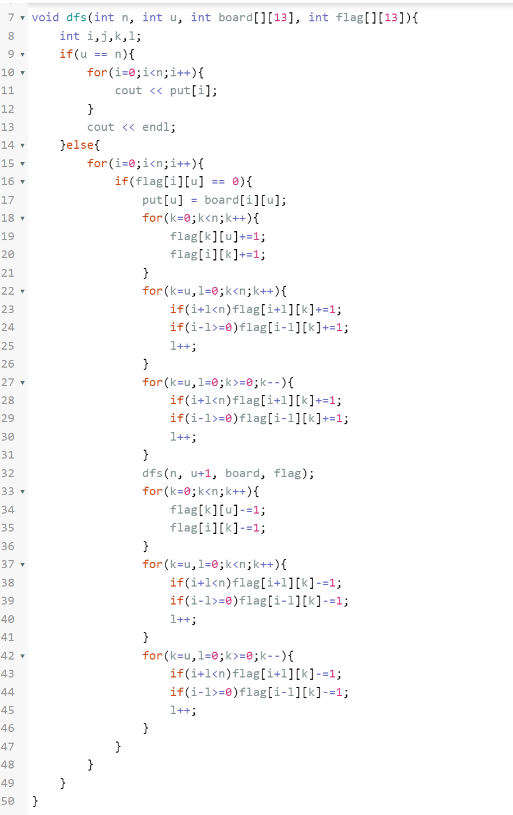 7 void dfs(int n, int u, int board[][13], int flag[][13]){
8     int i,j,k,l;
9     if(u == n){
10         for(i=0;i<n;i++){
11             cout << put[i];
12         }
13         cout << endl;
14     }else{
15         for(i=0;i<n;i++){
16             if(flag[i][u] == 0){
17                 put[u] = board[i][u];
18                 for(k=0;k<n;k++){
19                     flag[k][u]+=1;
20                     flag[i][k]+=1;
21                 }
22                 for(k=u,l=0;k<n;k++){
23                     if(i+l<n)flag[i+l][k]+=1;
24                     if(i-l>=0)flag[i-l][k]+=1;
25                     l++;
26                 }
27                 for(k=u,l=0;k>=0;k--){
28                     if(i+l<n)flag[i+l][k]+=1;
29                     if(i-l>=0)flag[i-l][k]+=1;
30                     l++;
31                 }
32                 dfs(n, u+1, board, flag);
33                 for(k=0;k<n;k++){
34                     flag[k][u]-=1;
35                     flag[i][k]-=1;
36                 }
37                 for(k=u,l=0;k<n;k++){
38                     if(i+l<n)flag[i+l][k]-=1;
39                     if(i-l>=0)flag[i-l][k]-=1;
40                     l++;
41                 }
42                 for(k=u,l=0;k>=0;k--){
43                     if(i+l<n)flag[i+l][k]-=1;
44                     if(i-l>=0)flag[i-l][k]-=1;
45                     l++;
46                 }
47             }
48         }
49     }
50 }